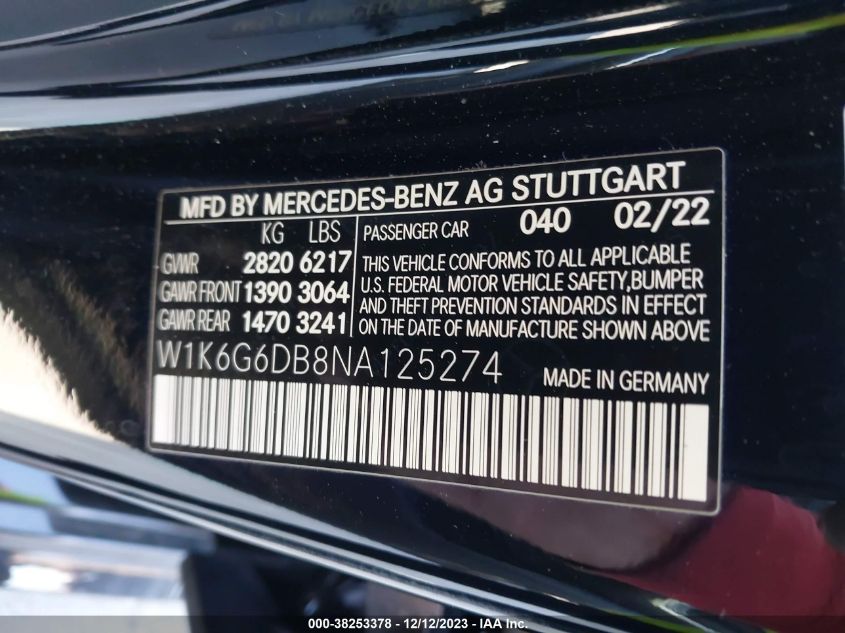 MFD BY MERCEDES-BENZ AG STUTTGART
KG LBS
GVWR 2820 6217
GAWR FRONT 1390 3064
GAWR REAR 1470 3241
PASSENGER CAR 040 02/22
THIS VEHICLE CONFORMS TO ALL APPLICABLE
U.S. FEDERAL MOTOR VEHICLE SAFETY,BUMPER
AND THEFT PREVENTION STANDARDS IN EFFECT
ON THE DATE OF MANUFACTURE SHOWN ABOVE
W1K6G6DB8NA125274
MADE IN GERMANY
000-38253378 - 12/12/2023 - IAA Inc.